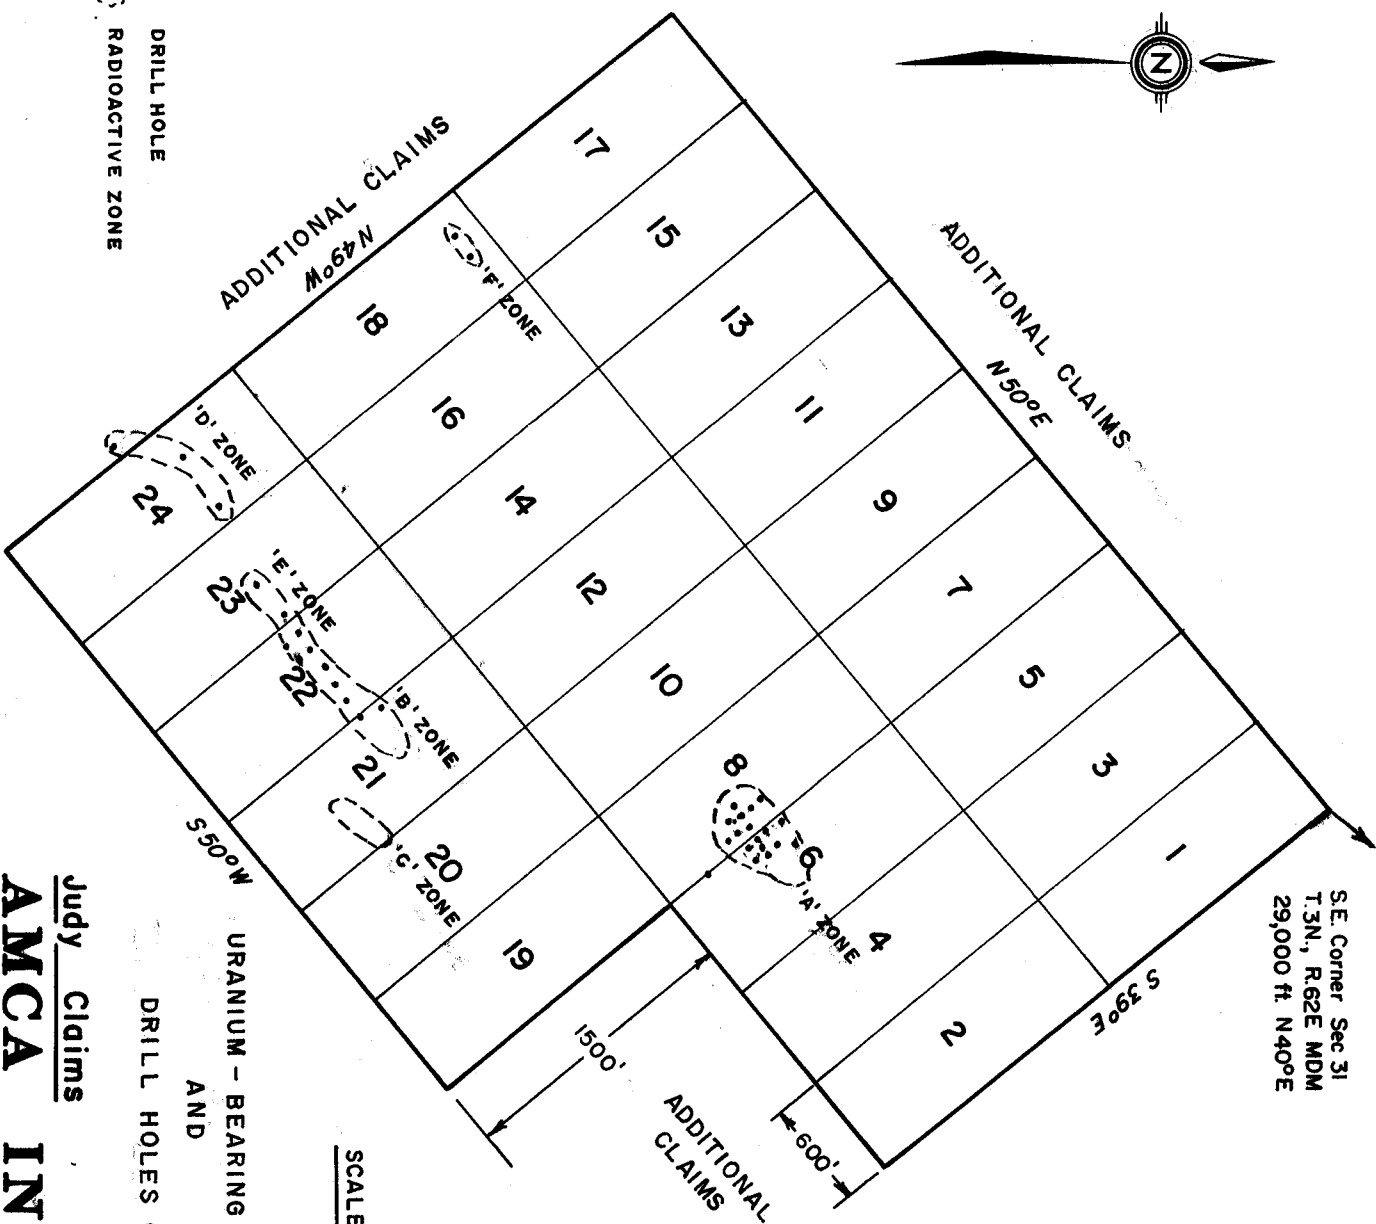 N
S.E. Corner Sec 31
T.3N., R.62E MDM
29,000 ft. N40°E
ADDITIONAL CLAIMS
N50°E
S 39°E
1
3
5
7
9
11
13
15
17
2
4
6
8
10
12
14
16
18
19
20
21
22
23
24
'A' ZONE
'B' ZONE
'C' ZONE
'D' ZONE
'E' ZONE
'F' ZONE
ADDITIONAL CLAIMS
N49°W
S50°W
1500'
600'
ADDITIONAL
CLAIMS
DRILL HOLE
RADIOACTIVE ZONE
SCALE
URANIUM - BEARING
AND
DRILL HOLES
Judy Claims
AMCA IN